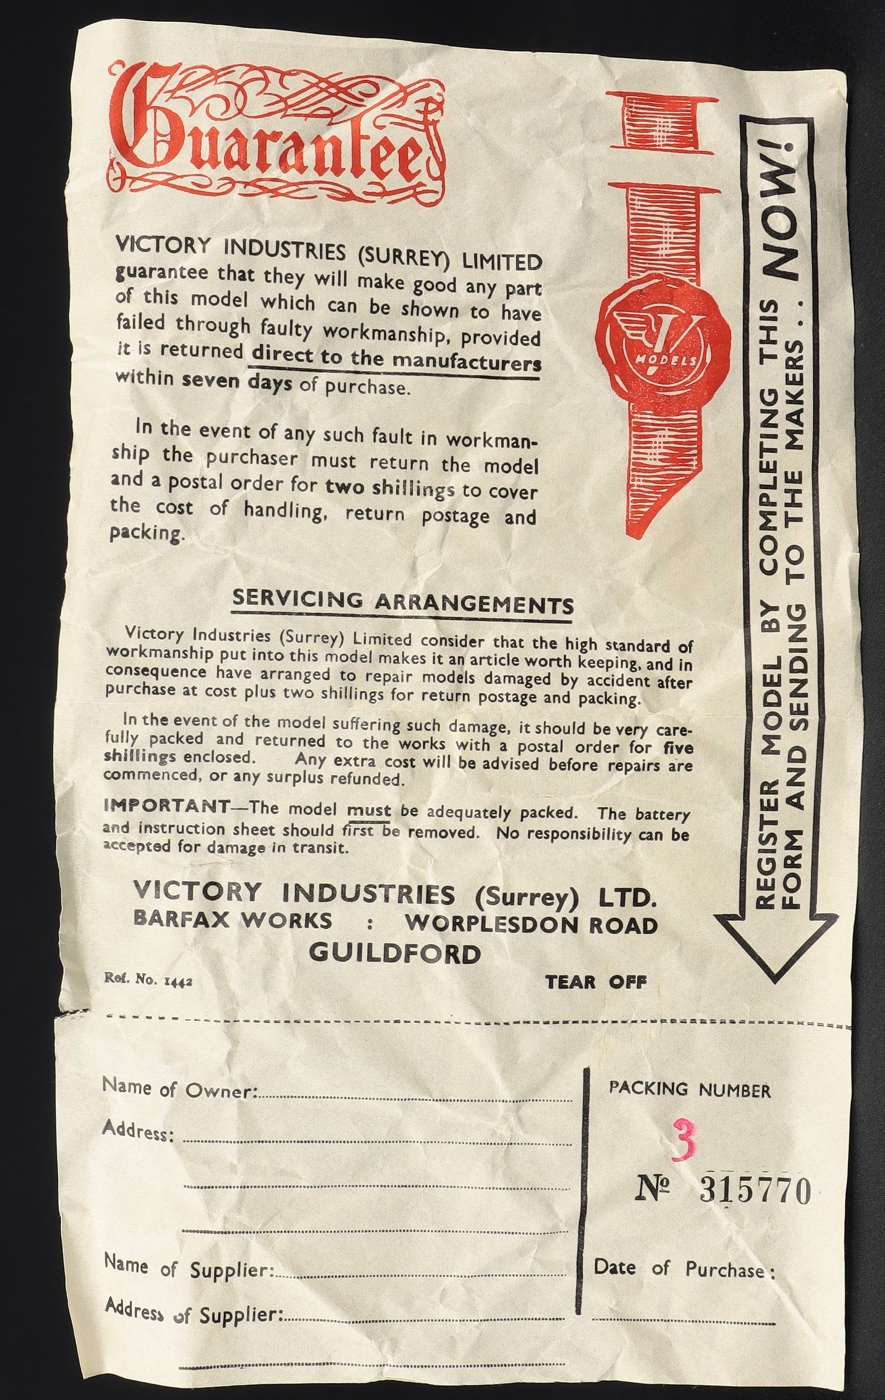 Guarantee
VICTORY INDUSTRIES (SURREY) LIMITED
guarantee that they will make good any part
of this model which can be shown to have
failed through faulty workmanship, provided
it is returned direct to the manufacturers
within seven days of purchase.
In the event of any such fault in workman-
ship the purchaser must return the model
and a postal order for two shillings to cover
the cost of handling, return postage and
packing.
V
MODELS
REGISTER MODEL BY COMPLETING THIS
FORM AND SENDING TO THE MAKERS . . NOW!
SERVICING ARRANGEMENTS
Victory Industries (Surrey) Limited consider that the high standard of
workmanship put into this model makes it an article worth keeping, and in
consequence have arranged to repair models damaged by accident after
purchase at cost plus two shillings for return postage and packing.
In the event of the model suffering such damage, it should be very care-
fully packed and returned to the works with a postal order for five
shillings enclosed. Any extra cost will be advised before repairs are
commenced, or any surplus refunded.
IMPORTANT—The model must be adequately packed. The battery
and instruction sheet should first be removed. No responsibility can be
accepted for damage in transit.
VICTORY INDUSTRIES (Surrey) LTD.
BARFAX WORKS : WORPLESDON ROAD
GUILDFORD
Ref. No. 1442 TEAR OFF
Name of Owner:
Address:
Name of Supplier:
Address of Supplier:
PACKING NUMBER
3
Nº 315770
Date of Purchase: